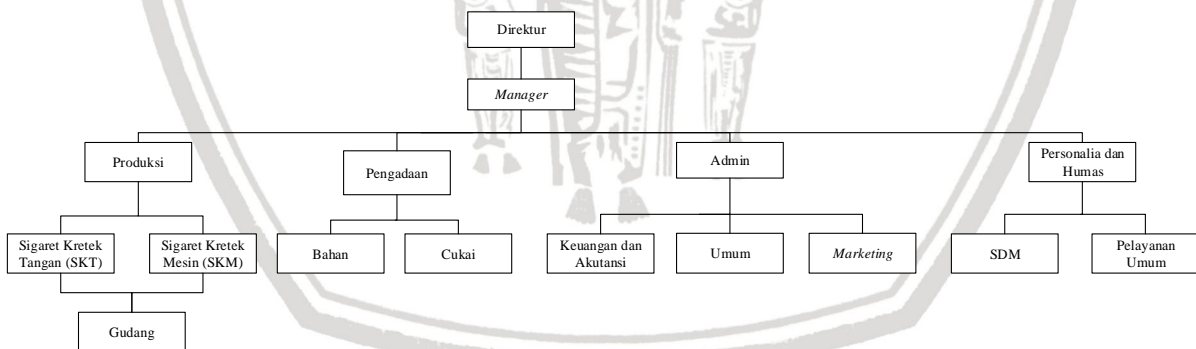 Direktur
Manager
Produksi
Pengadaan
Admin
Personalia dan
Humas
Sigaret Kretek
Tangan (SKT)
Sigaret Kretek
Mesin (SKM)
Bahan
Cukai
Keuangan dan
Akutansi
Umum
Marketing
SDM
Pelayanan
Umum
Gudang